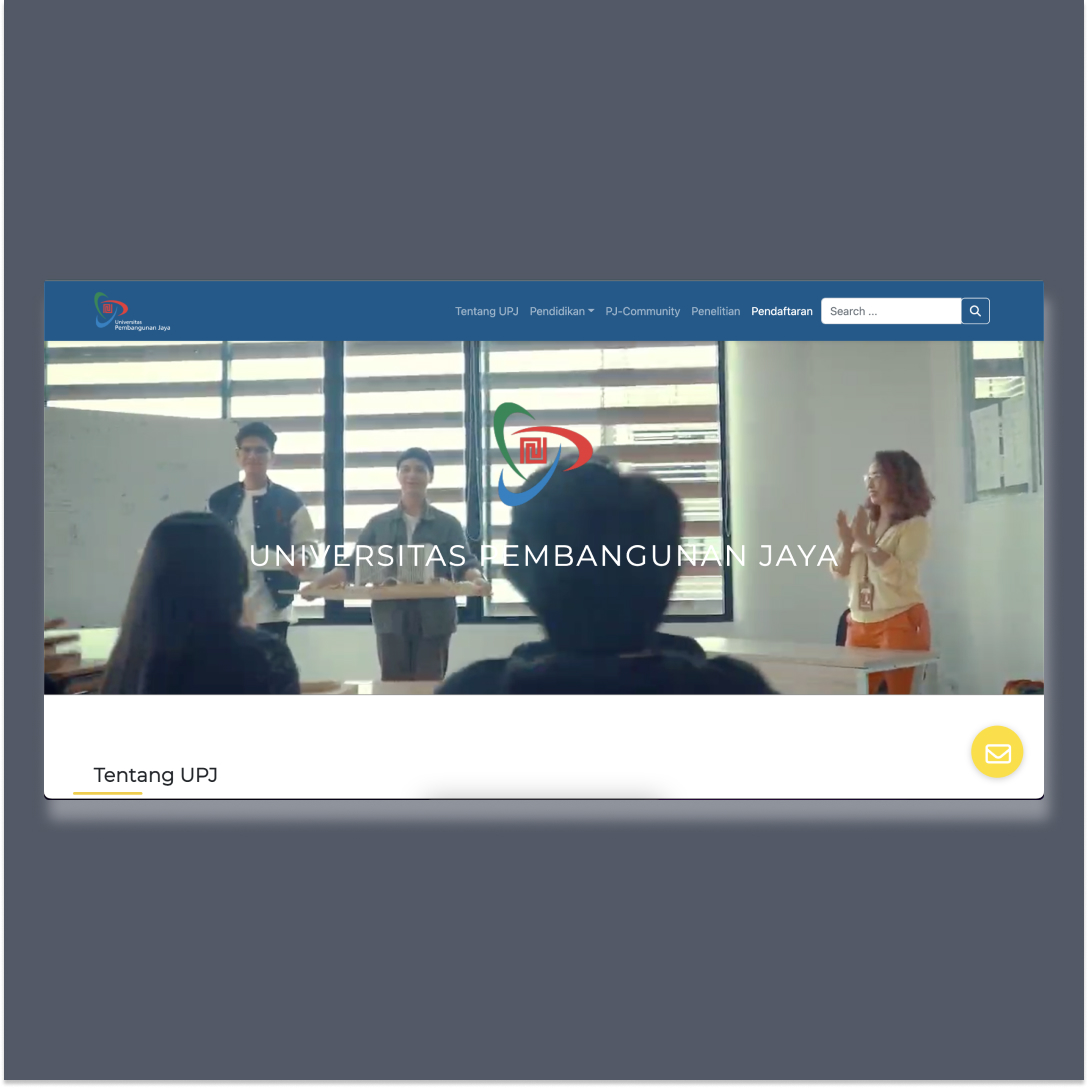 Universitas
Pembangunan Jaya
Tentang UPJ Pendidikan PJ-Community Penelitian Pendaftaran Search ...
UNIVERSITAS PEMBANGUNAN JAYA
Tentang UPJ